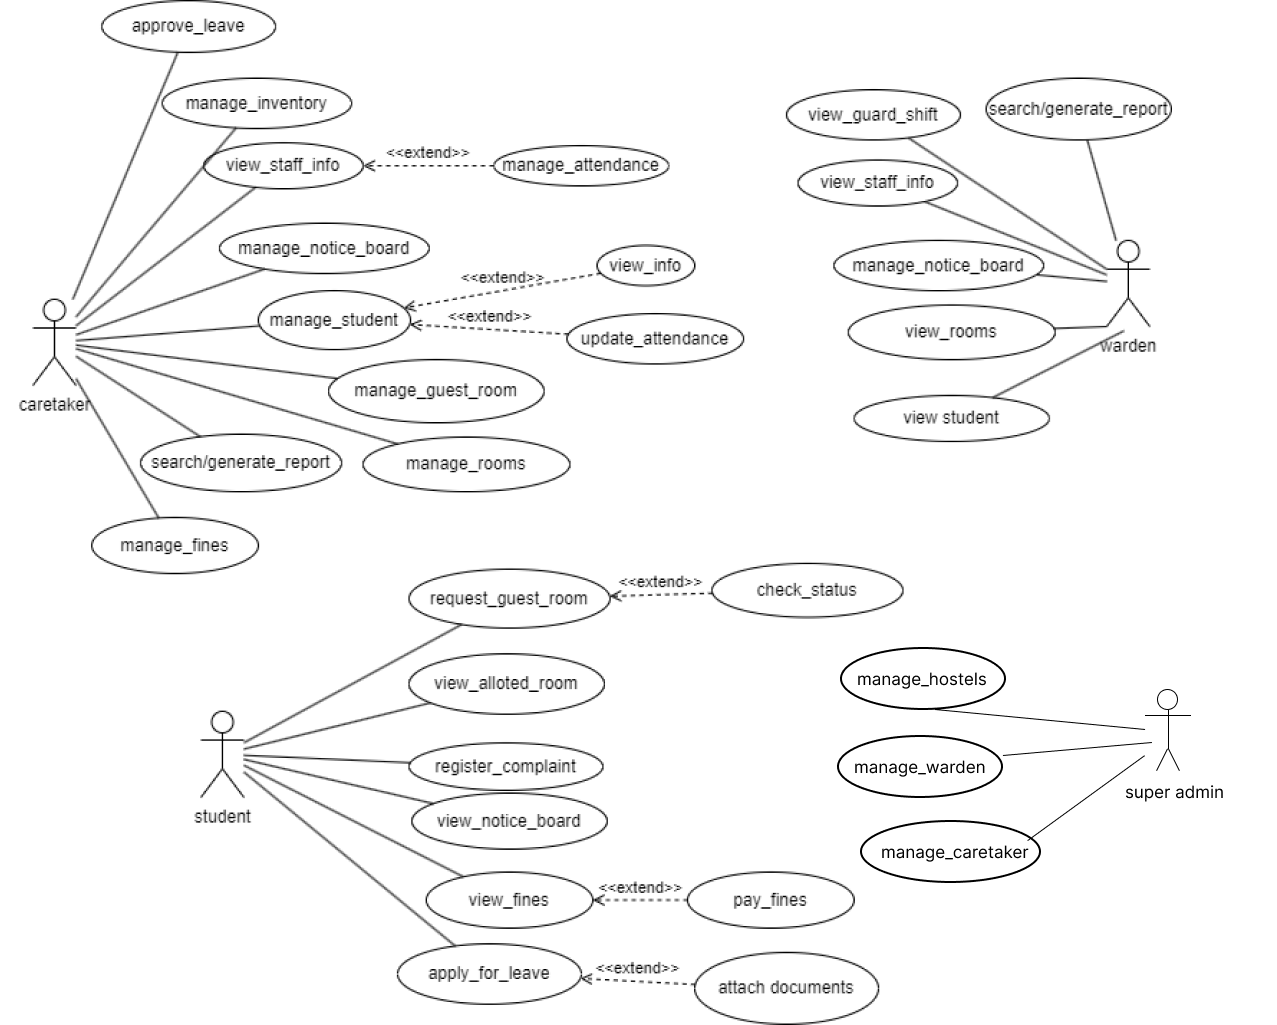 approve_leave
manage_inventory
view_staff_info
<<extend>>
manage_attendance
manage_notice_board
<<extend>>
view_info
manage_student
<<extend>>
update_attendance
manage_guest_room
caretaker
search/generate_report
manage_rooms
manage_fines
view_guard_shift
search/generate_report
view_staff_info
manage_notice_board
view_rooms
warden
view student
request_guest_room
<<extend>>
check_status
view_alloted_room
register_complaint
student
view_notice_board
view_fines
<<extend>>
pay_fines
apply_for_leave
<<extend>>
attach documents
manage_hostels
manage_warden
super admin
manage_caretaker